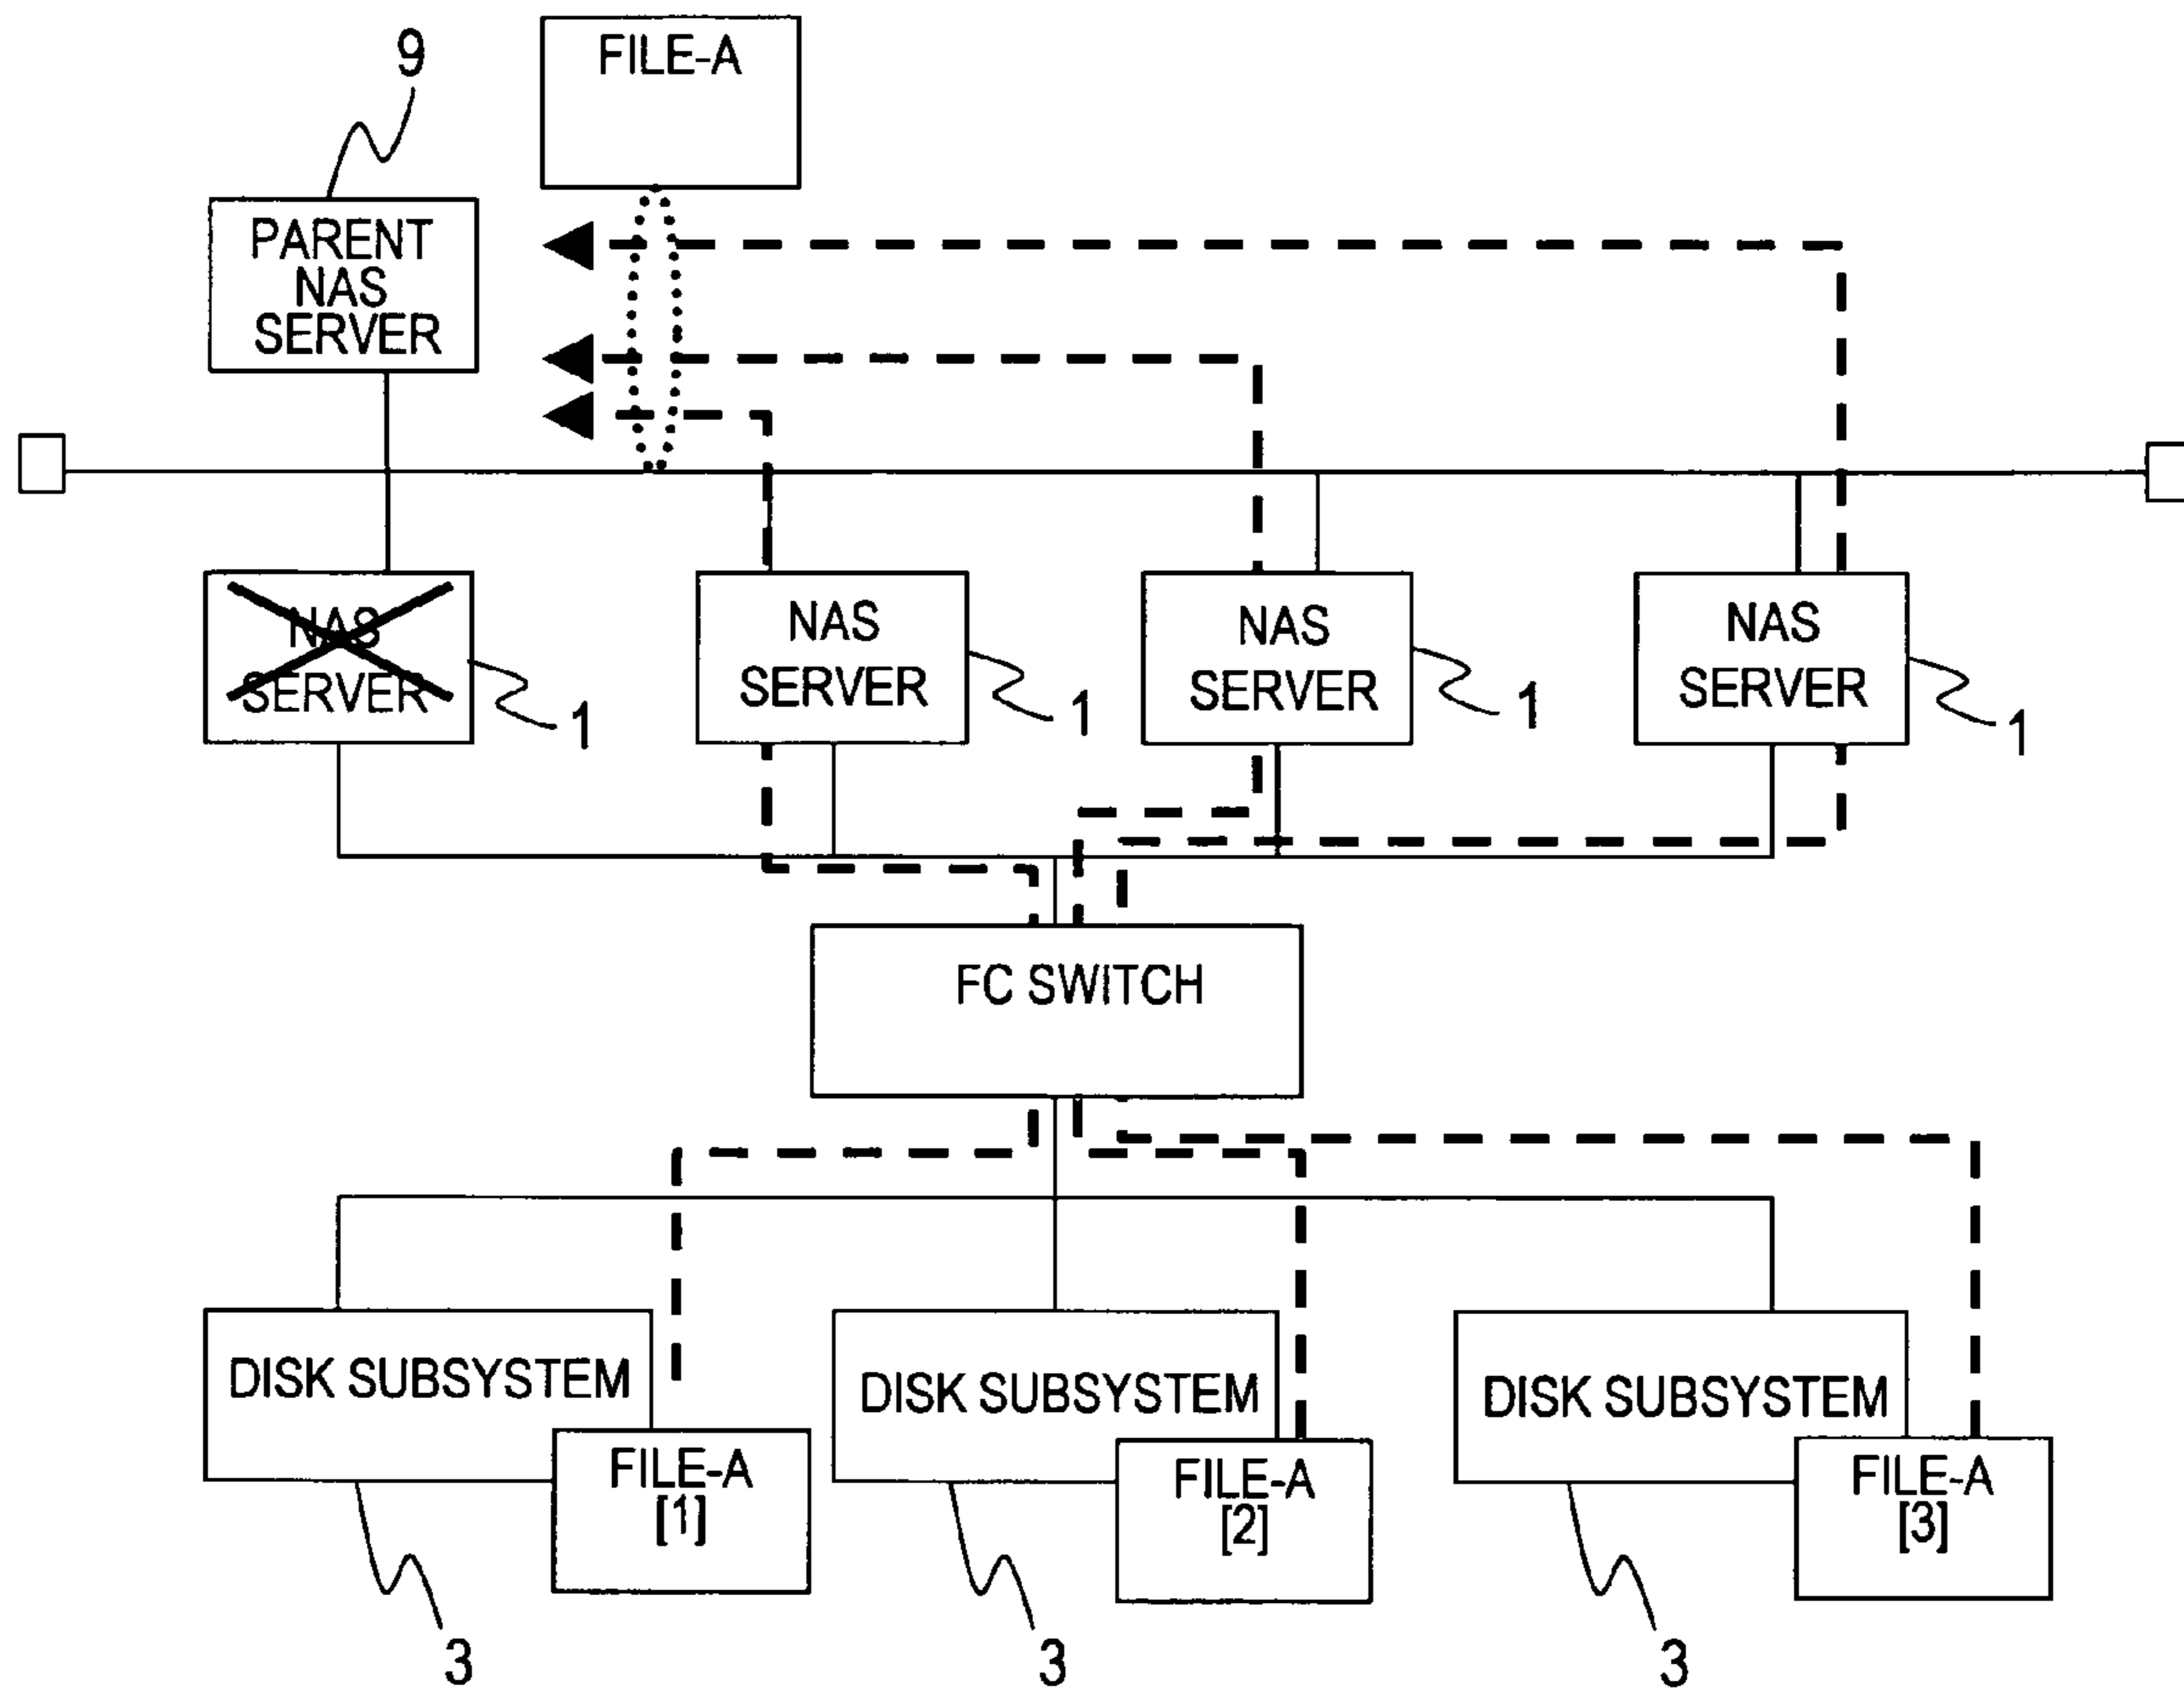 9
FILE-A
PARENT
NAS
SERVER
NAS
SERVER
1
NAS
SERVER
1
NAS
SERVER
1
NAS
SERVER
1
FC SWITCH
DISK SUBSYSTEM
FILE-A
[1]
3
DISK SUBSYSTEM
FILE-A
[2]
3
DISK SUBSYSTEM
FILE-A
[3]
3